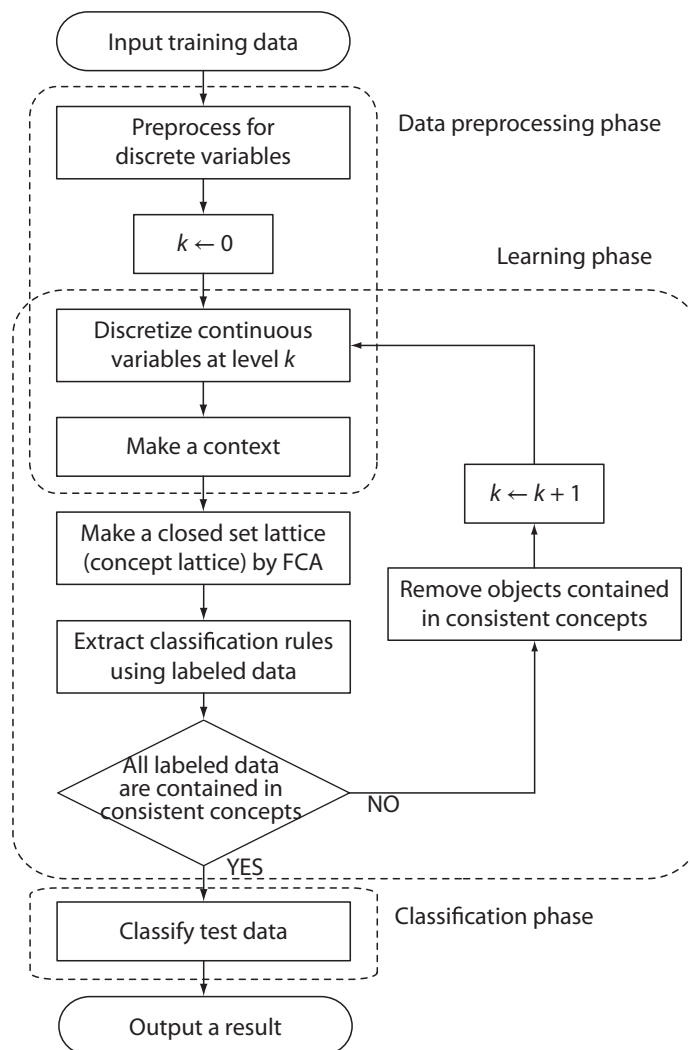 Input training data
Data preprocessing phase
Preprocess for
discrete variables
k ← 0
Learning phase
Discretize continuous
variables at level k
Make a context
k ← k + 1
Make a closed set lattice
(concept lattice) by FCA
Remove objects contained
in consistent concepts
Extract classification rules
using labeled data
All labeled data
are contained in
consistent concepts
NO
YES
Classification phase
Classify test data
Output a result